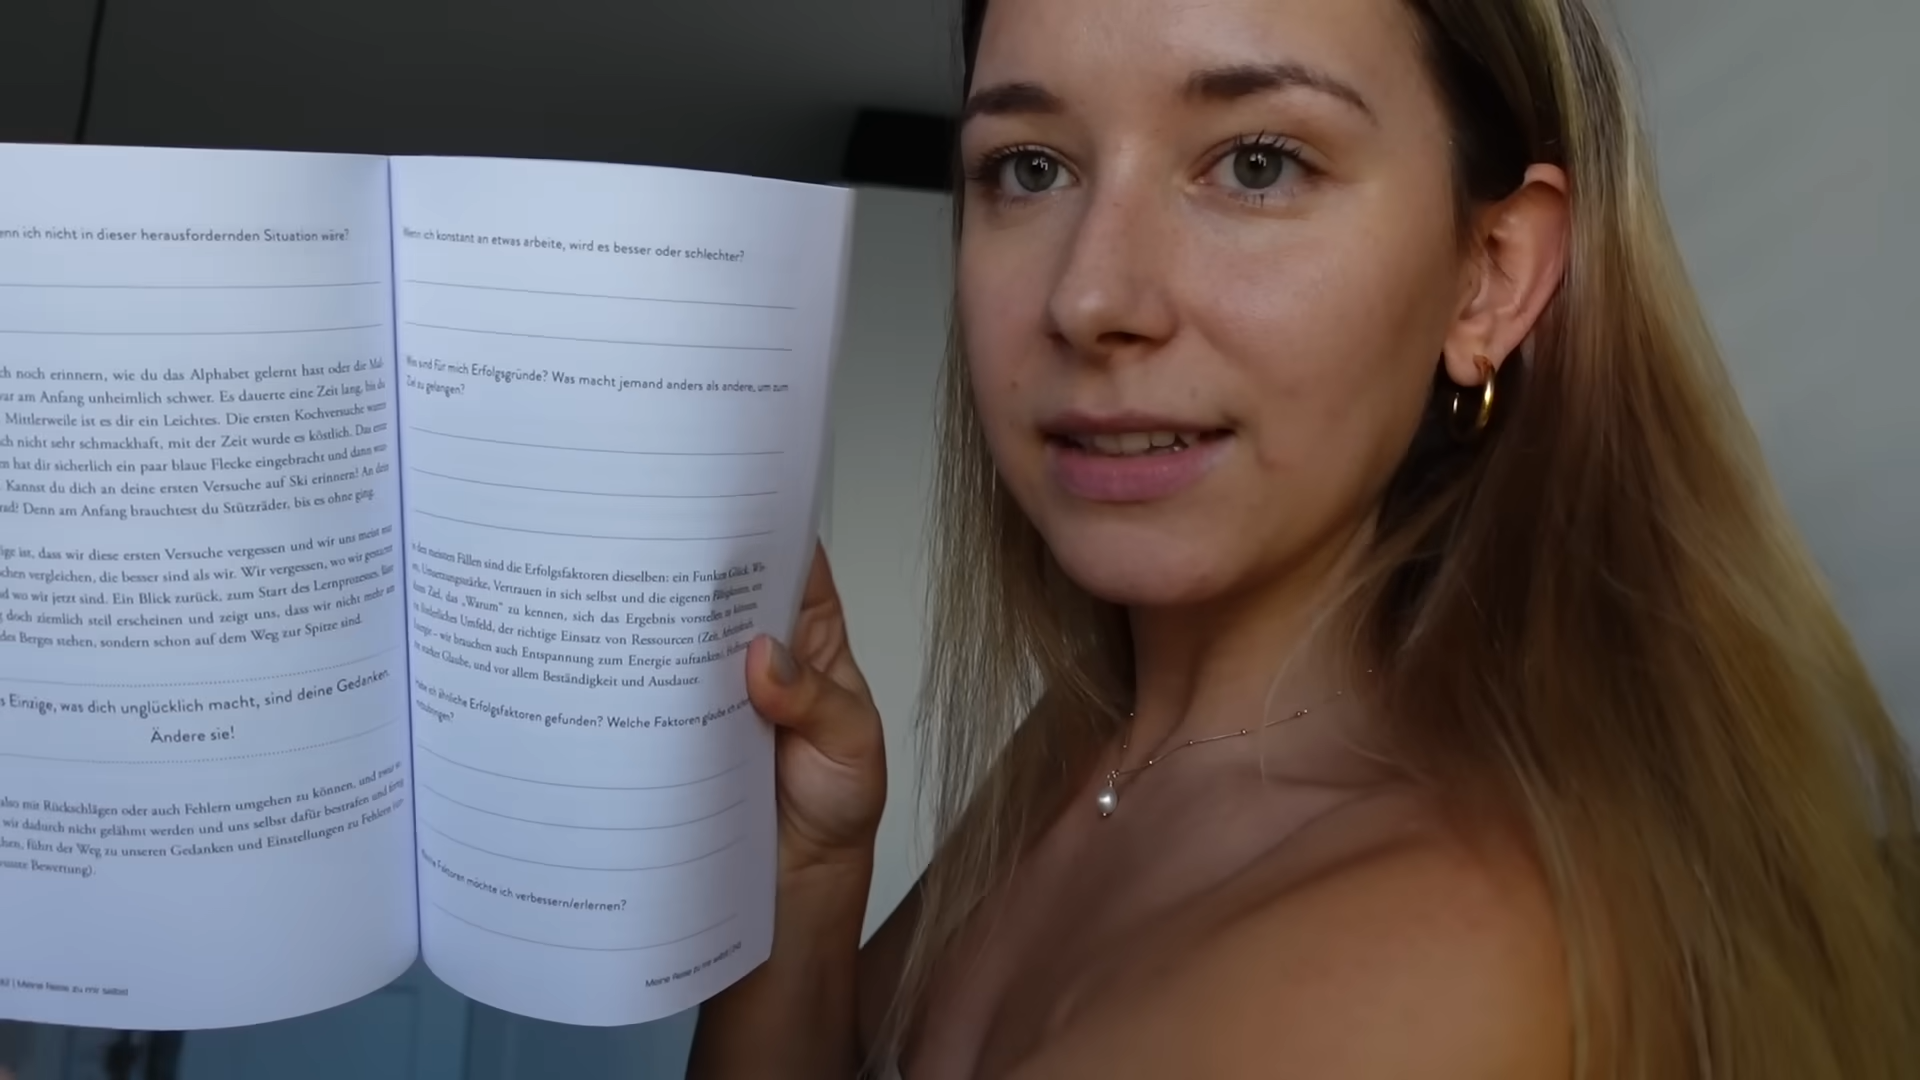 ich nicht in dieser herausfordernden Situation wäre?
noch erinnern, wie du das Alphabet gelernt hast oder die
am Anfang unheimlich schwer. Es dauerte eine Zeit lang, bis du
Mittlerweile ist es dir ein Leichtes. Die ersten Kochversuche waren
nicht sehr schmackhaft, mit der Zeit wurde es köstlich. Das erste
hat dir sicherlich ein paar blaue Flecke eingebracht und dann
Kannst du dich an deine ersten Versuche auf Ski erinnern? An dein
Denn am Anfang brauchtest du Stützräder, bis es ohne ging.
ist, dass wir diese ersten Versuche vergessen und wir uns meist mit
vergleichen, die besser sind als wir. Wir vergessen, wo wir gestartet
wo wir jetzt sind. Ein Blick zurück, zum Start des Lernprozesses,
doch ziemlich steil erscheinen und zeigt uns, dass wir nicht mehr am
des Berges stehen, sondern schon auf dem Weg zur Spitze sind.
Einzige, was dich unglücklich macht, sind deine Gedanken.
Ändere sie!
also mit Rückschlägen oder auch Fehlern umgehen zu können, und zwar
wir dadurch nicht gelähmt werden und uns selbst dafür bestrafen und
führt der Weg zu unseren Gedanken und Einstellungen zu Fehlern
Bewertung).
| Meine Reise zu mir selbst
Wenn ich konstant an etwas arbeite, wird es besser oder schlechter?
Was sind für mich Erfolgsgründe? Was macht jemand anders als andere, um zum
Ziel zu gelangen?
In den meisten Fällen sind die Erfolgsfaktoren dieselben: ein Funken Glück,
Umsetzungsstärke, Vertrauen in sich selbst und die eigenen Fähigkeiten, ein
Ziel, das „Warum“ zu kennen, sich das Ergebnis vorstellen zu können,
förderliches Umfeld, der richtige Einsatz von Ressourcen (Zeit,
wir brauchen auch Entspannung zum Energie auftanken),
starker Glaube, und vor allem Beständigkeit und Ausdauer.
Habe ich ähnliche Erfolgsfaktoren gefunden? Welche Faktoren glaube ich
Welche Faktoren möchte ich verbessern/erlernen?
Meine Reise zu mir selbst |